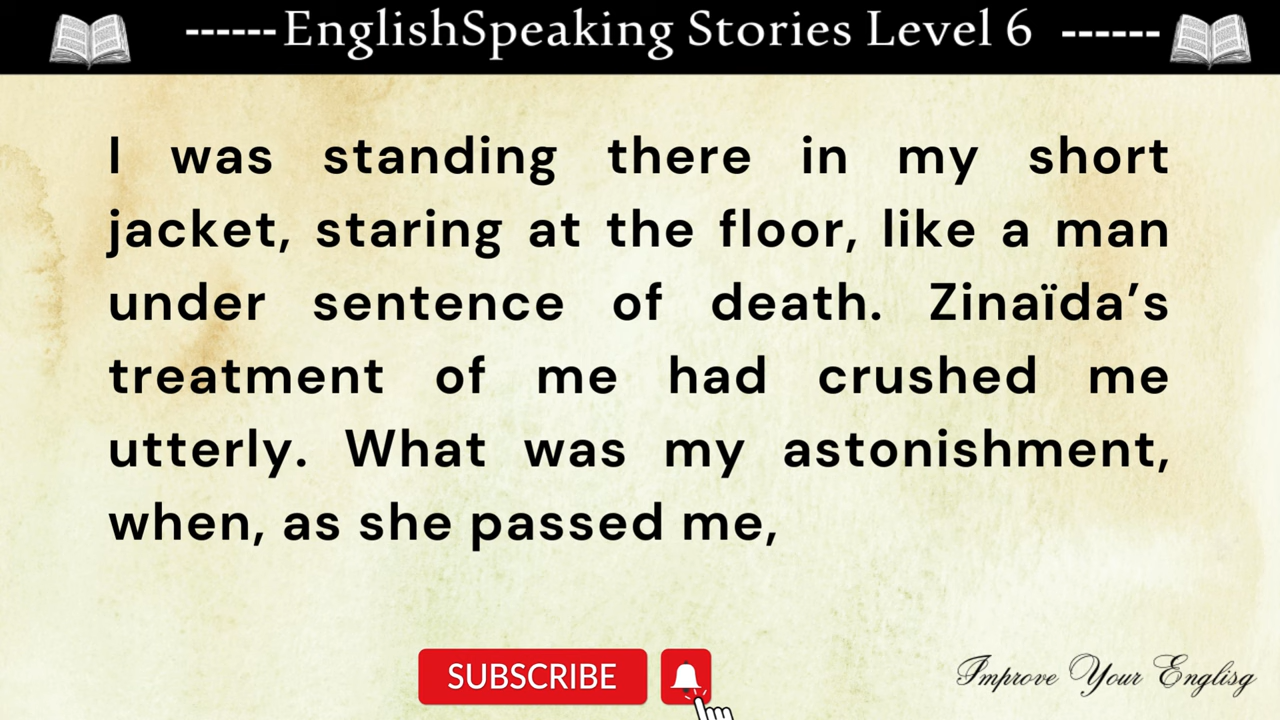 ------EnglishSpeaking Stories Level 6 ------
I was standing there in my short
jacket, staring at the floor, like a man
under sentence of death. Zinaïda’s
treatment of me had crushed me
utterly. What was my astonishment,
when, as she passed me,
SUBSCRIBE
Improve Your Englisg